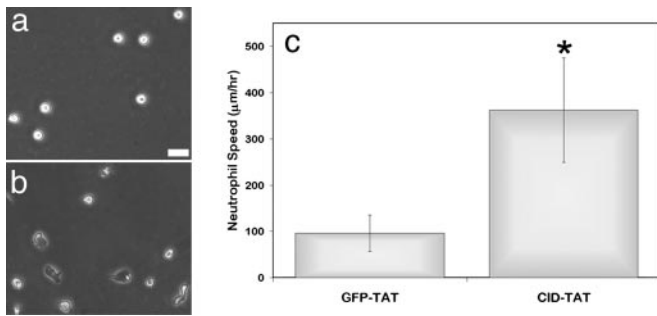 a
b
c
Neutrophil Speed (μm/hr)
500
400
300
200
100
0
*
GFP-TAT
CID-TAT